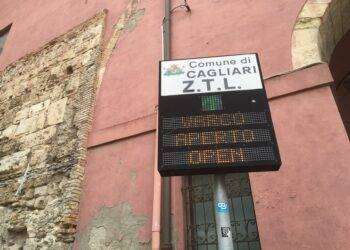 Comune di
CAGLIARI
Z.T.L.
VARCO
APERTO
OPEN